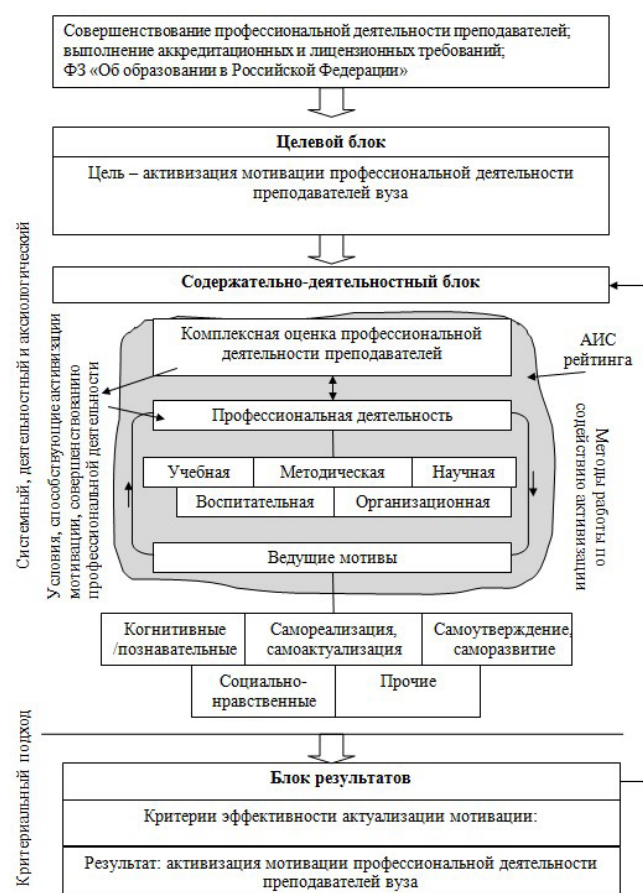 Совершенствование профессиональной деятельности преподавателей;
выполнение аккредитационных и лицензионных требований;
ФЗ «Об образовании в Российской Федерации»
Целевой блок
Цель – активизация мотивации профессиональной деятельности
преподавателей вуза
Содержательно-деятельностный блок
Системный, деятельностный и аксиологический
Условия, способствующие активизации
мотивации, совершенствованию
профессиональной деятельности
Комплексная оценка профессиональной
деятельности преподавателей
АИС
рейтинга
Профессиональная деятельность
Методы работы по
содействию активизации
Учебная
Методическая
Научная
Воспитательная
Организационная
Ведущие мотивы
Когнитивные
/познавательные
Самореализация,
самоактуализация
Самоутверждение,
саморазвитие
Социально-
нравственные
Прочие
Критериальный подход
Блок результатов
Критерии эффективности актуализации мотивации:
Результат: активизация мотивации профессиональной деятельности
преподавателей вуза